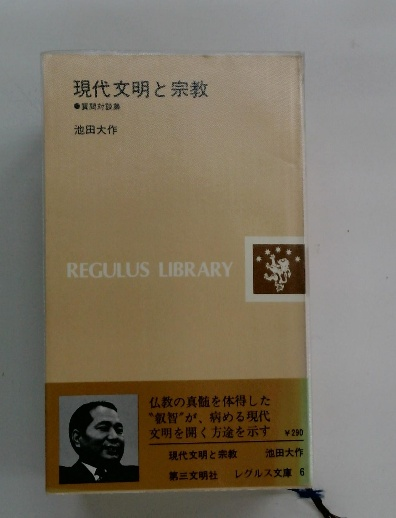 現代文明と宗教
●質問対談集
池田大作
REGULUS LIBRARY
仏教の真髄を体得した
“叡智”が、病める現代
文明を開く方途を示す ￥290
現代文明と宗教 池田大作
第三文明社 レグルス文庫 6